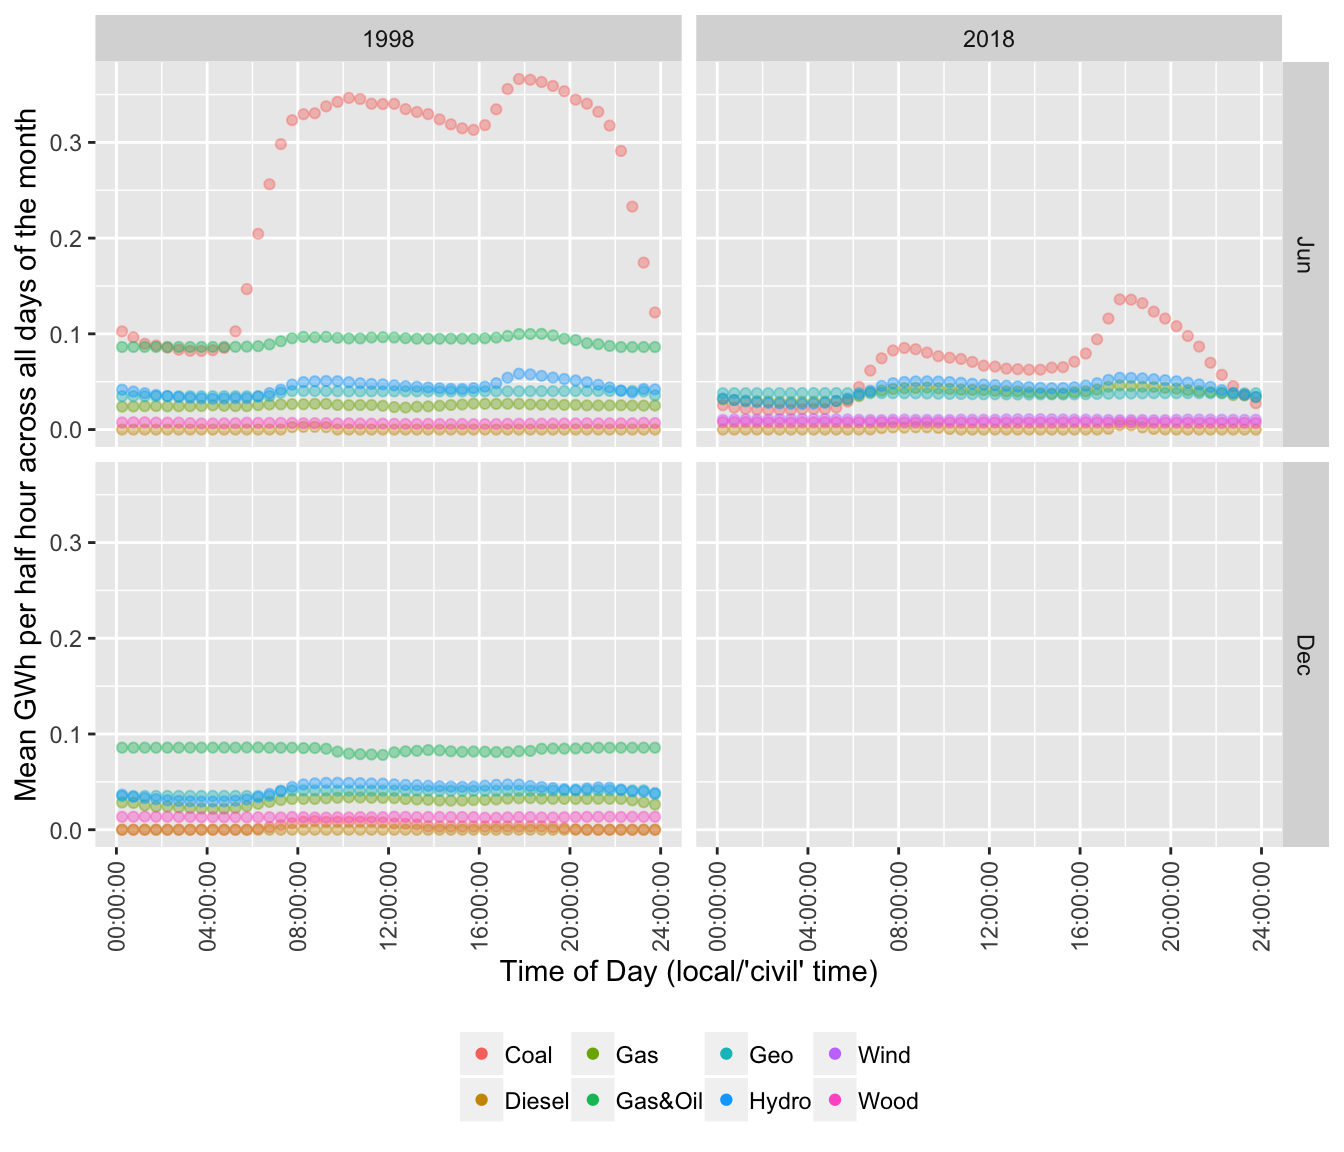 1998
2018
Mean GWh per half hour across all days of the month
0.3
0.2
0.1
0.0
Jun
0.3
0.2
0.1
0.0
Dec
00:00:00
04:00:00
08:00:00
12:00:00
16:00:00
20:00:00
24:00:00
00:00:00
04:00:00
08:00:00
12:00:00
16:00:00
20:00:00
24:00:00
Time of Day (local/'civil' time)
Coal
Gas
Geo
Wind
Diesel
Gas&Oil
Hydro
Wood